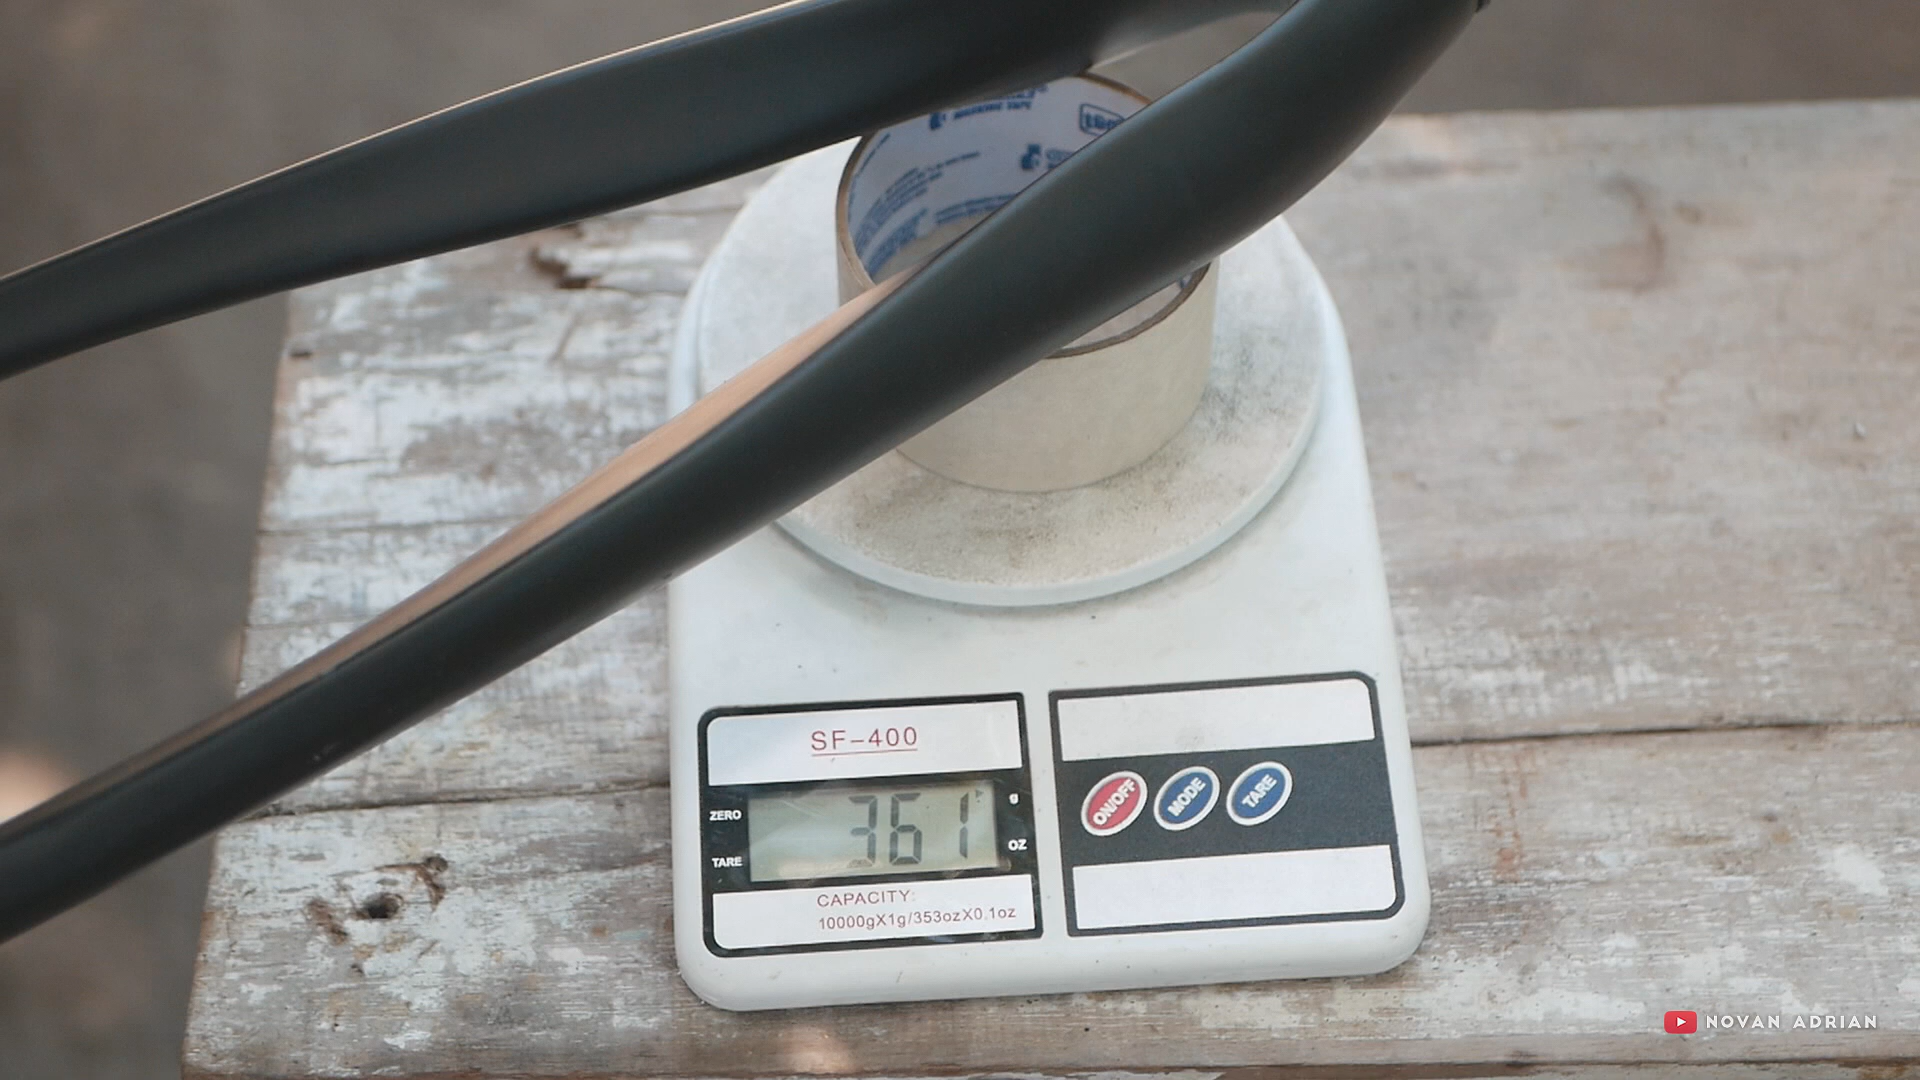 SF-400
ZERO
TARE
361
g
OZ
CAPACITY:
10000gX1g/353ozX0.1oz
ON/OFF
MODE
TARE
NOVAN ADRIAN